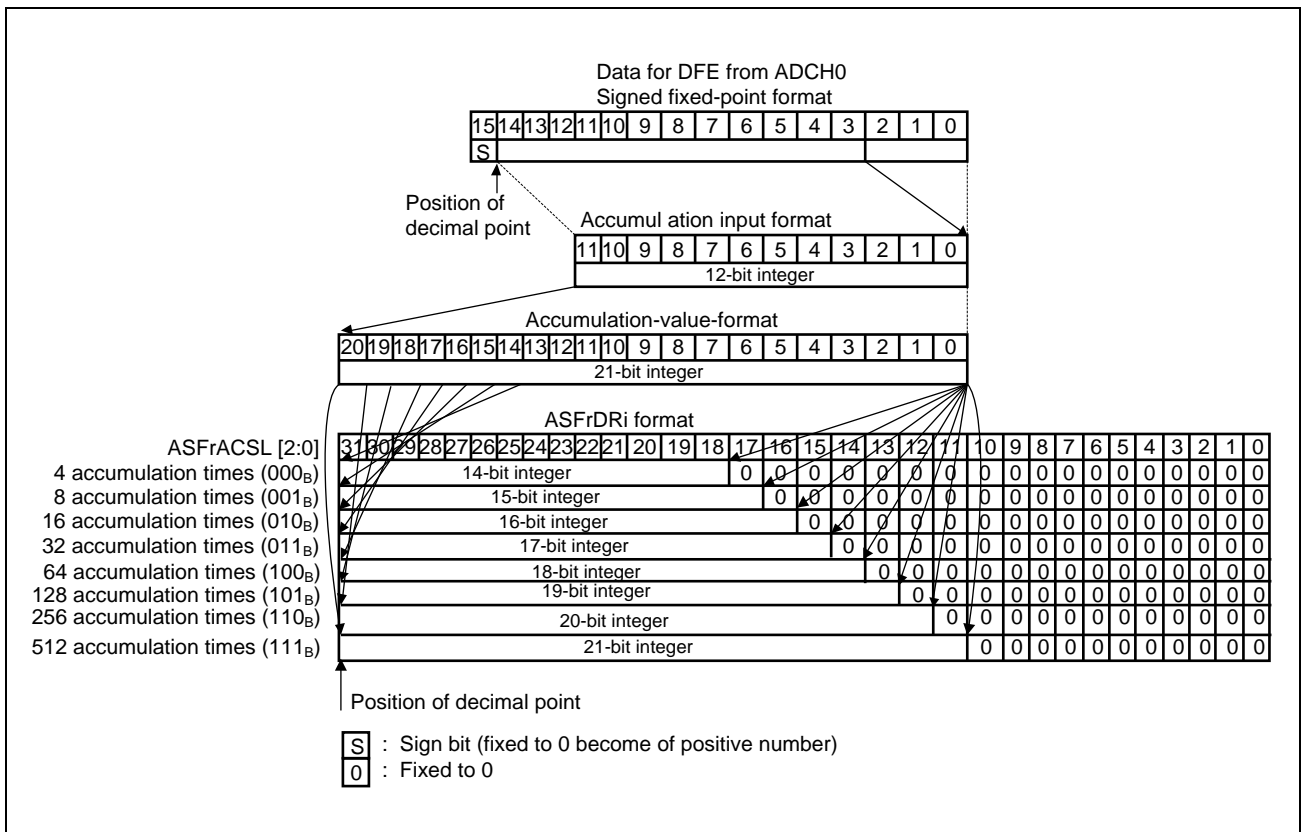 Data for DFE from ADCH0
Signed fixed-point format
15 14 13 12 11 10 9 8 7 6 5 4 3 2 1 0
S
Position of
decimal point
Accumul ation input format
11 10 9 8 7 6 5 4 3 2 1 0
12-bit integer
Accumulation-value-format
20 19 18 17 16 15 14 13 12 11 10 9 8 7 6 5 4 3 2 1 0
21-bit integer
ASFrDRi format
ASFrACSL [2:0] 31 30 29 28 27 26 25 24 23 22 21 20 19 18 17 16 15 14 13 12 11 10 9 8 7 6 5 4 3 2 1 0
4 accumulation times (000B) 14-bit integer 0 0 0 0 0 0 0 0 0 0 0 0 0 0 0 0 0 0
8 accumulation times (001B) 15-bit integer 0 0 0 0 0 0 0 0 0 0 0 0 0 0 0 0 0
16 accumulation times (010B) 16-bit integer 0 0 0 0 0 0 0 0 0 0 0 0 0 0 0 0
32 accumulation times (011B) 17-bit integer 0 0 0 0 0 0 0 0 0 0 0 0 0 0 0
64 accumulation times (100B) 18-bit integer 0 0 0 0 0 0 0 0 0 0 0 0 0 0
128 accumulation times (101B) 19-bit integer 0 0 0 0 0 0 0 0 0 0 0 0 0
256 accumulation times (110B) 20-bit integer 0 0 0 0 0 0 0 0 0 0 0 0
512 accumulation times (111B) 21-bit integer 0 0 0 0 0 0 0 0 0 0 0
Position of decimal point
S : Sign bit (fixed to 0 become of positive number)
0 : Fixed to 0